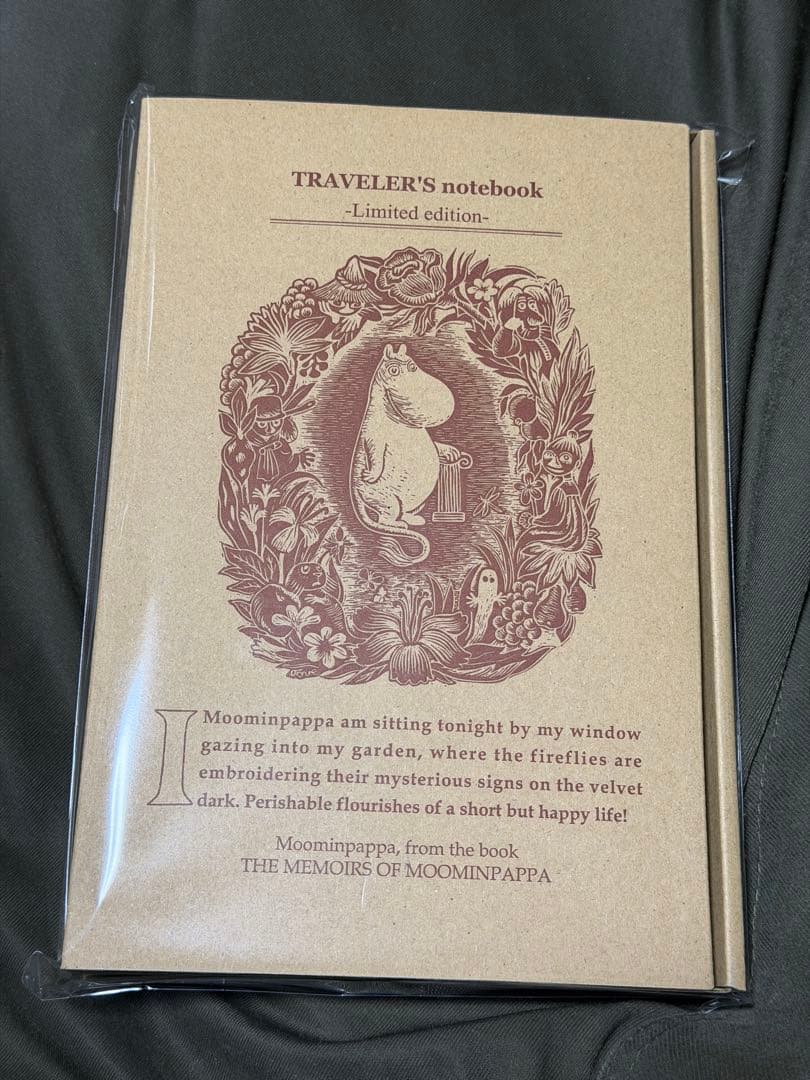 TRAVELER'S notebook
-Limited edition-
I Moominpappa am sitting tonight by my window
gazing into my garden, where the fireflies are
embroidering their mysterious signs on the velvet
dark. Perishable flourishes of a short but happy life!
Moominpappa, from the book
THE MEMOIRS OF MOOMINPAPPA